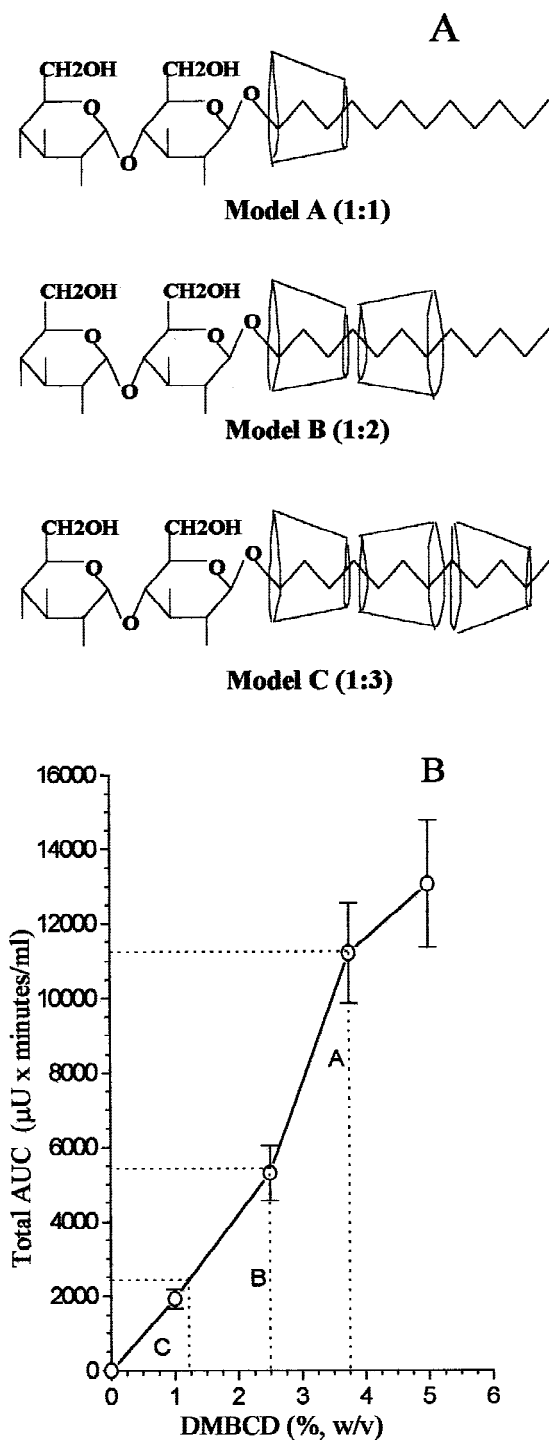 A
CH2OH CH2OH
O O O
O
Model A (1:1)
CH2OH CH2OH
O O O
O
Model B (1:2)
CH2OH CH2OH
O O O
O
Model C (1:3)
B
16000
14000
12000
10000
8000
6000
4000
2000
0
Total AUC (µU x minutes/ml)
A
B
C
0 1 2 3 4 5 6
DMBCD (%, w/v)